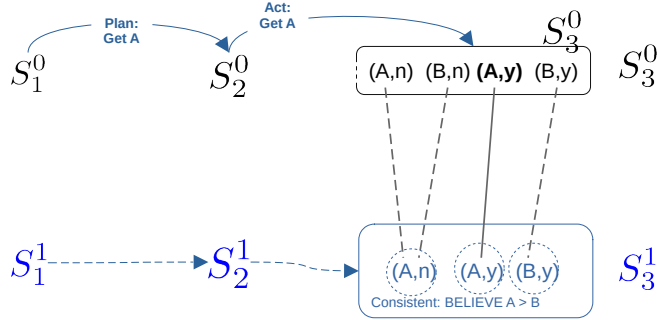 Plan:
Get A
Act:
Get A
S_1^0
S_2^0
S_3^0
S_3^0
(A,n) (B,n) (A,y) (B,y)
S_1^1
S_2^1
S_3^1
(A,n) (A,y) (B,y)
Consistent: BELIEVE A > B